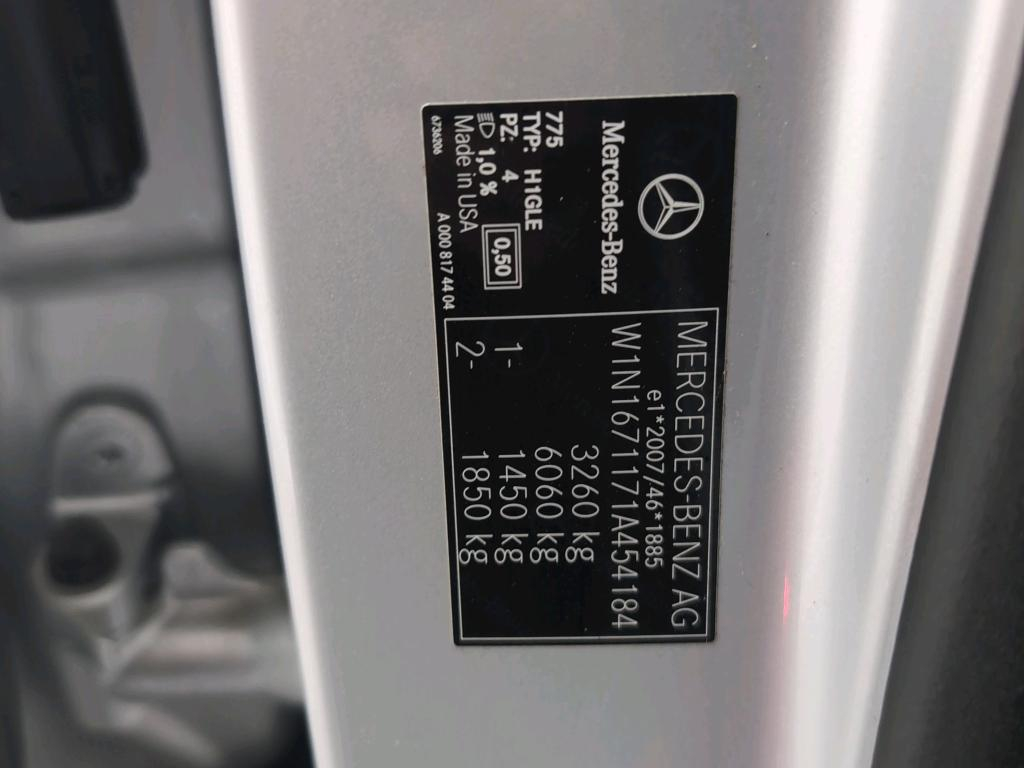 Mercedes-Benz
775
TYP: H1GLE
PZ: 4
1,0 %
0,50
Made in USA
6736206
A 000 817 44 04
MERCEDES-BENZ AG
e1*2007/46*1885
W1N1671171A454184
3260 kg
6060 kg
1- 1450 kg
2- 1850 kg